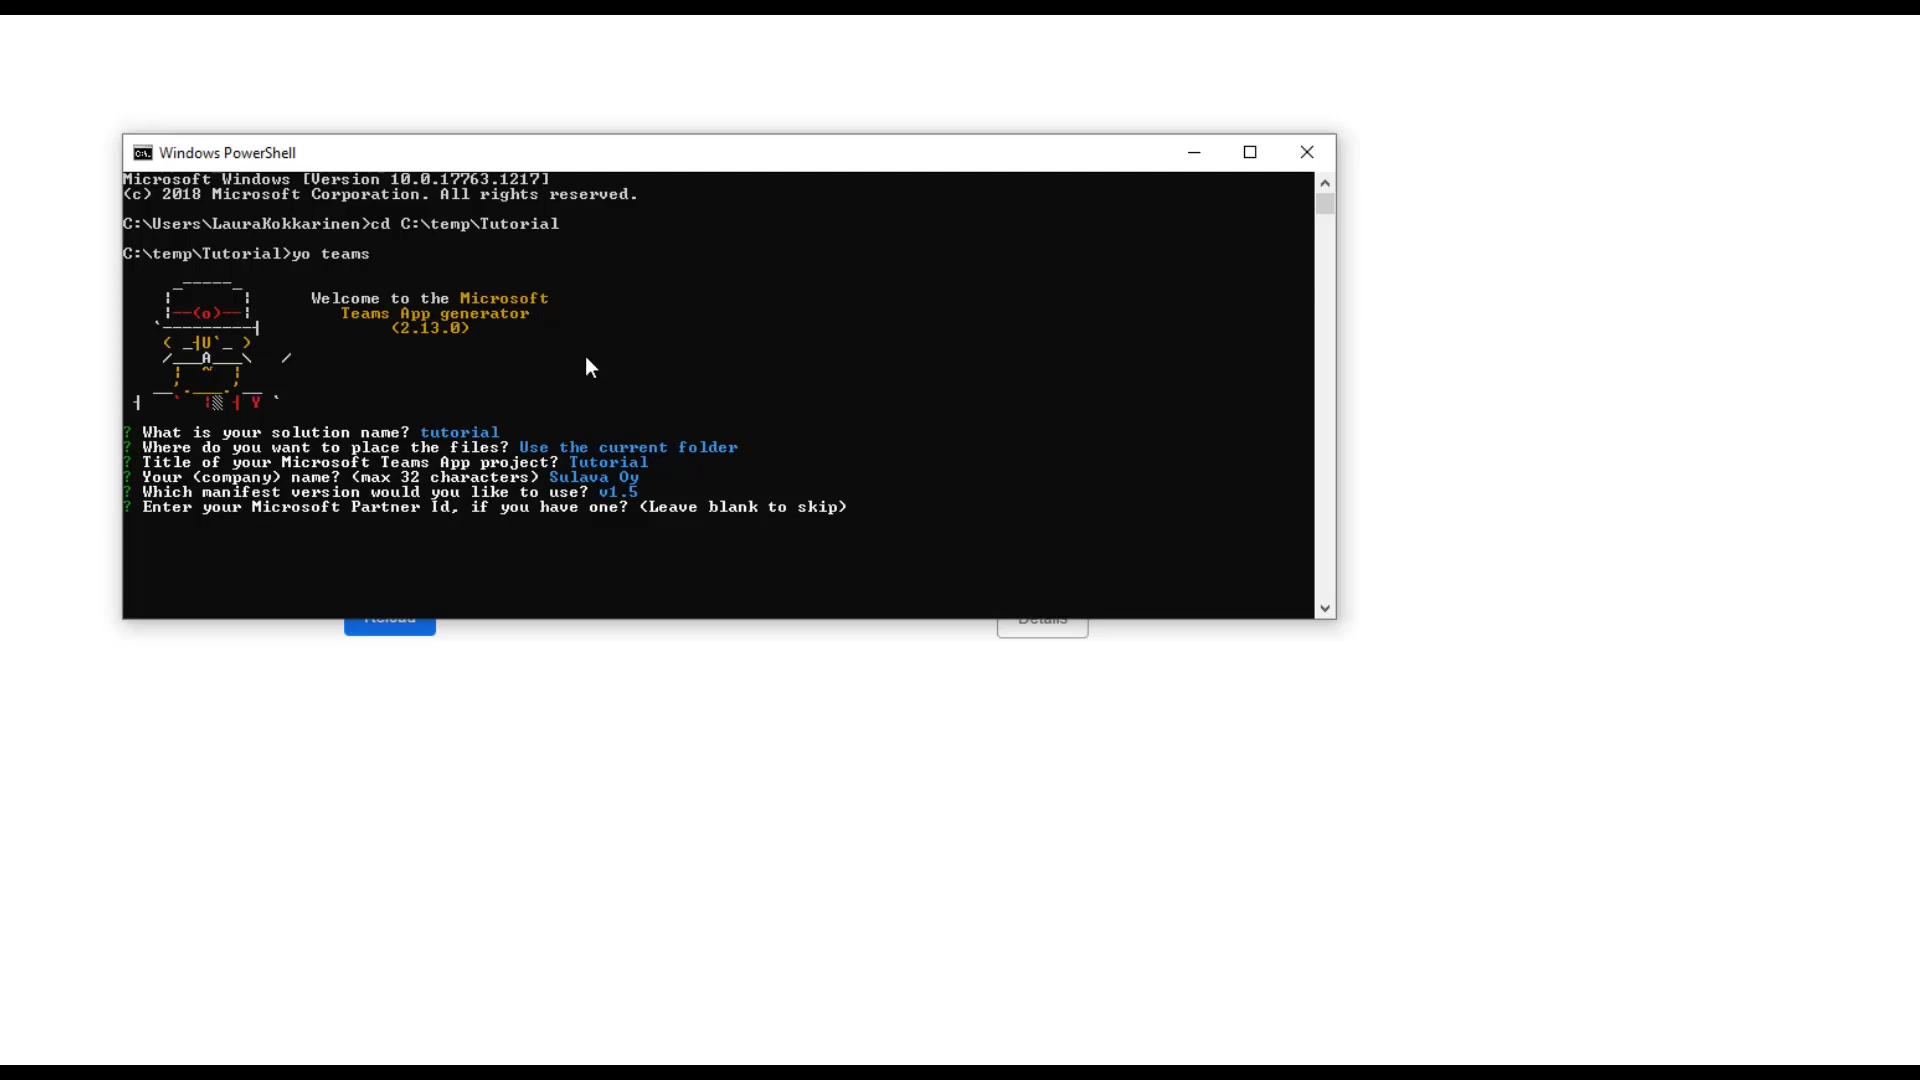 Windows PowerShell
Microsoft Windows [Version 10.0.17763.1217]
(c) 2018 Microsoft Corporation. All rights reserved.
C:\Users\LauraKokkarinen>cd C:\temp\Tutorial
C:\temp\Tutorial>yo teams
Welcome to the Microsoft
Teams App generator
(2.13.0)
? What is your solution name? tutorial
? Where do you want to place the files? Use the current folder
? Title of your Microsoft Teams App project? Tutorial
? Your (company) name? (max 32 characters) Sulava Oy
? Which manifest version would you like to use? v1.5
? Enter your Microsoft Partner Id, if you have one? (Leave blank to skip)
Reload
Details